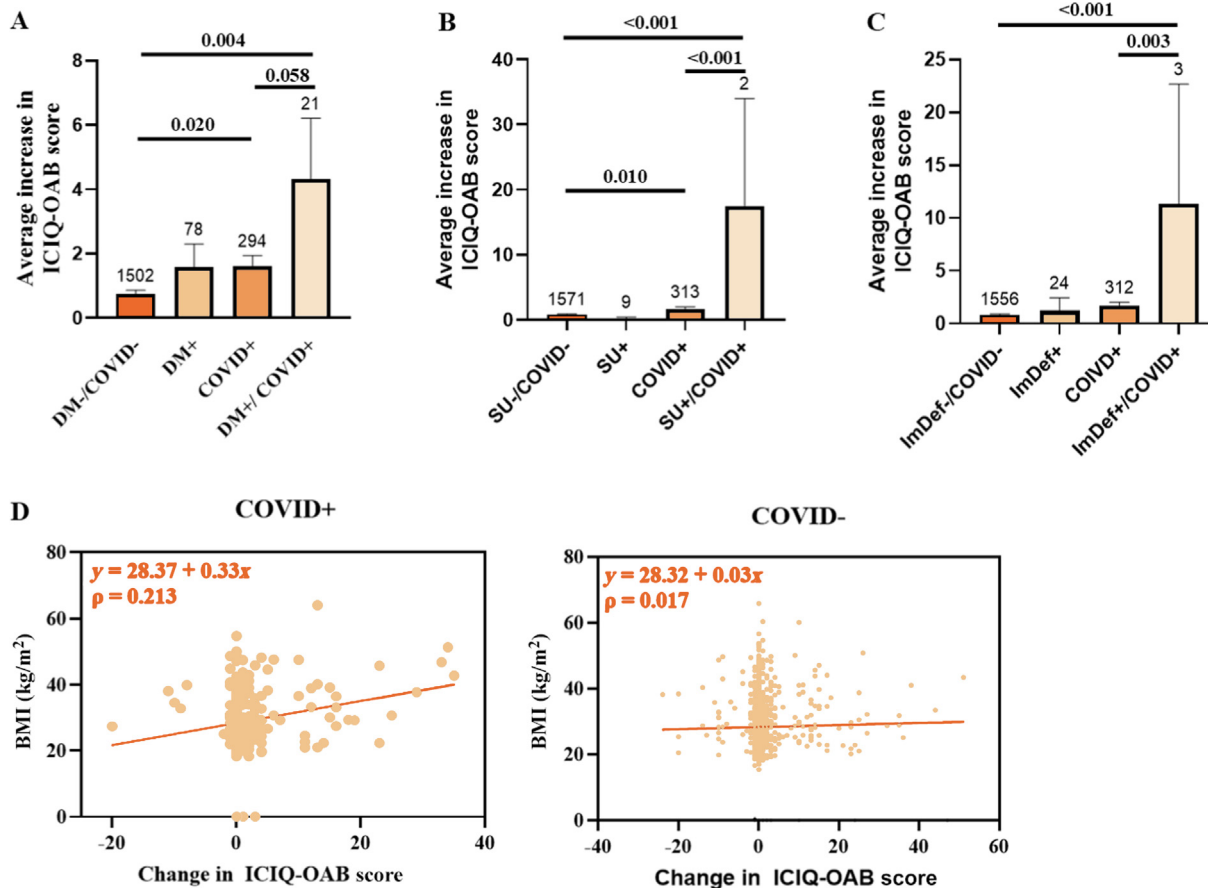 A
0.004
0.058
0.020
Average increase in
ICIQ-OAB score
8
6
4
2
0
1502
78
294
21
DM-/COVID-
DM+
COVID+
DM+/ COVID+
B
<0.001
<0.001
0.010
Average increase in
ICIQ-OAB score
40
30
20
10
0
1571
9
313
2
SU-/COVID-
SU+
COVID+
SU+/COVID+
C
<0.001
0.003
Average increase in
ICIQ-OAB score
25
20
15
10
5
0
1556
24
312
3
ImDef-/COVID-
ImDef+
COIVD+
ImDef+/COVID+
D
COVID+
y = 28.37 + 0.33x
ρ = 0.213
BMI (kg/m²)
80
60
40
20
0
-20
0
20
40
Change in ICIQ-OAB score
COVID-
y = 28.32 + 0.03x
ρ = 0.017
BMI (kg/m²)
80
60
40
20
0
-40
-20
0
20
40
60
Change in ICIQ-OAB score